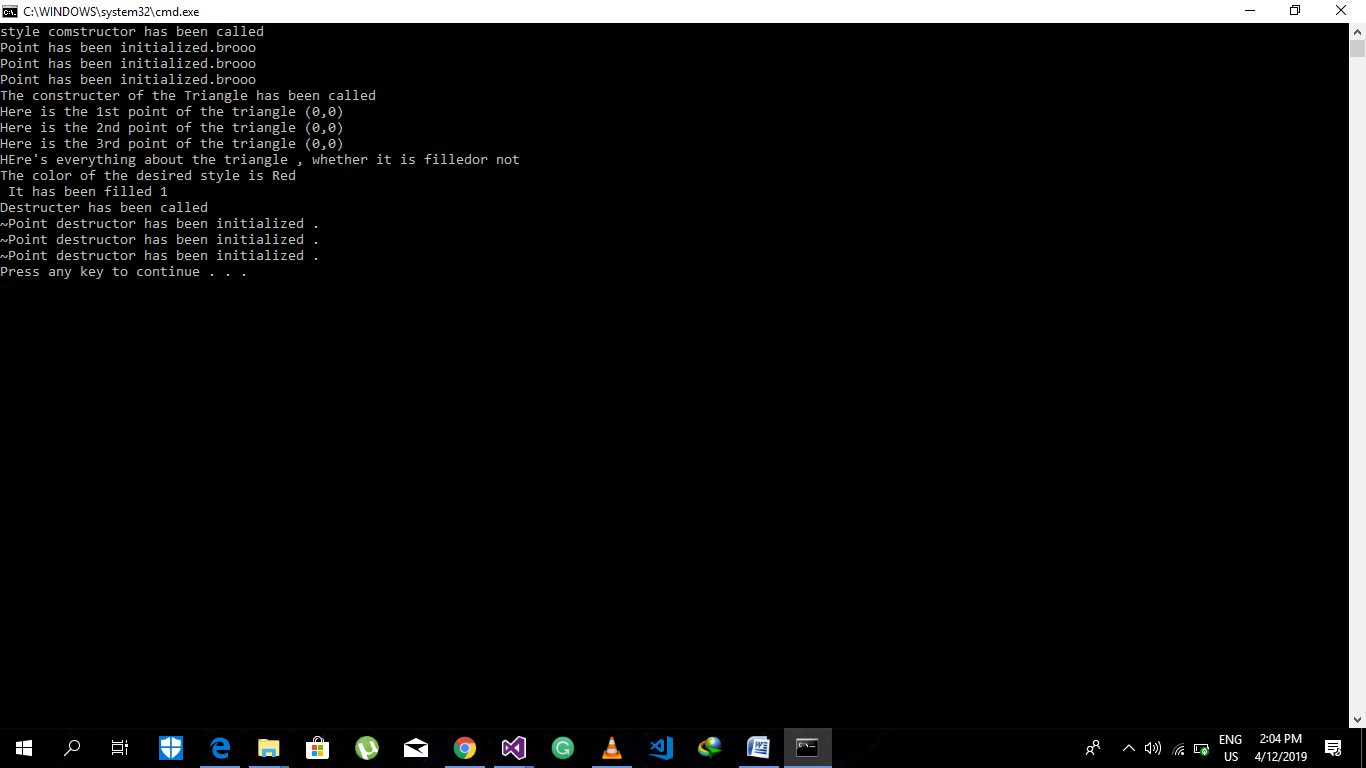 C:\WINDOWS\system32\cmd.exe
style comstructor has been called
Point has been initialized.brooo
Point has been initialized.brooo
Point has been initialized.brooo
The constructer of the Triangle has been called
Here is the 1st point of the triangle (0,0)
Here is the 2nd point of the triangle (0,0)
Here is the 3rd point of the triangle (0,0)
HEre's everything about the triangle , whether it is filledor not
The color of the desired style is Red
 It has been filled 1
Destructer has been called
~Point destructor has been initialized .
~Point destructor has been initialized .
~Point destructor has been initialized .
Press any key to continue . . .
ENG
US
2:04 PM
4/12/2019